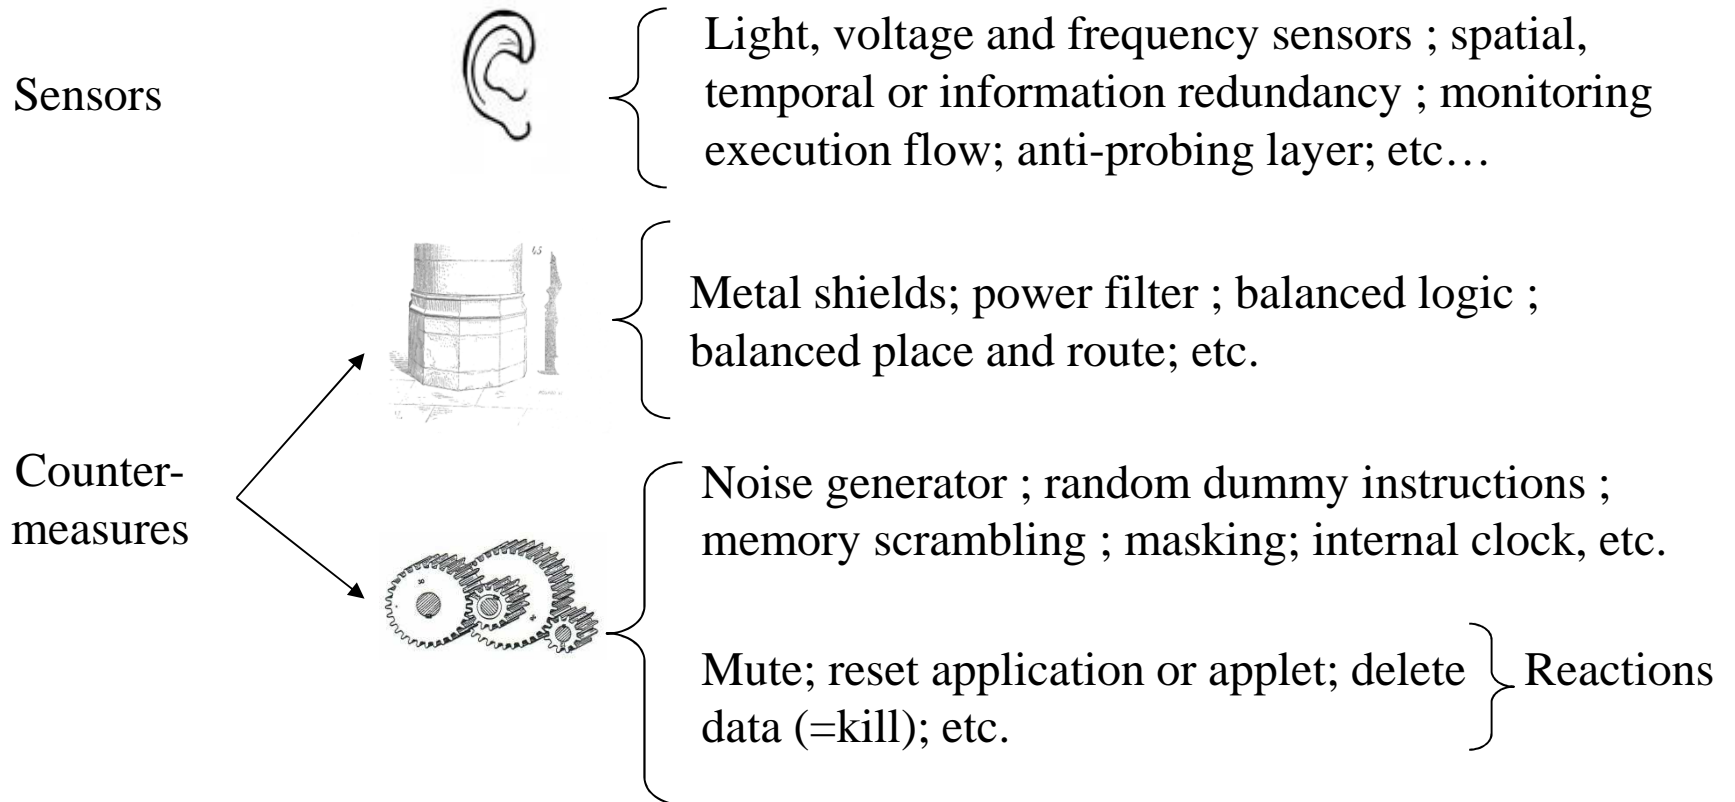 Sensors
Light, voltage and frequency sensors ; spatial,
temporal or information redundancy ; monitoring
execution flow; anti-probing layer; etc…
Metal shields; power filter ; balanced logic ;
balanced place and route; etc.
Counter-
measures
Noise generator ; random dummy instructions ;
memory scrambling ; masking; internal clock, etc.
Mute; reset application or applet; delete
data (=kill); etc.
Reactions